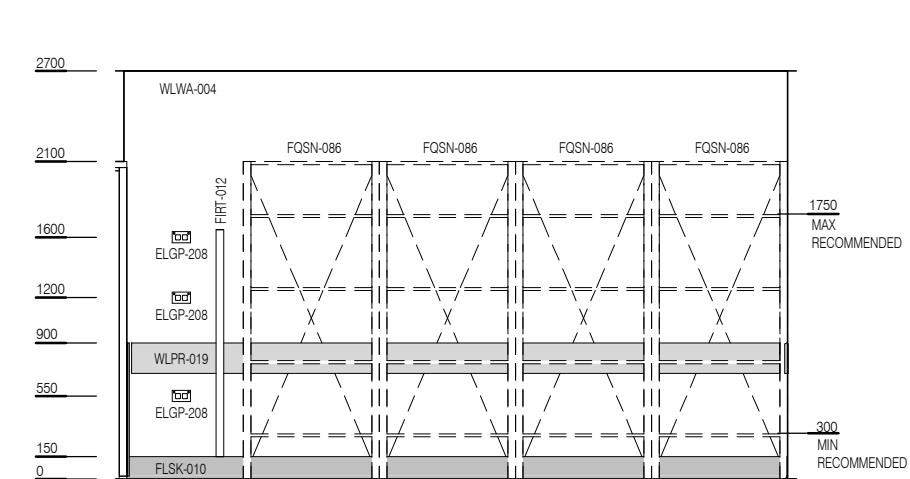 2700
WLWA-004
2100
FQSN-086
FQSN-086
FQSN-086
FQSN-086
FIRT-012
1750
MAX
RECOMMENDED
1600
ELGP-208
1200
ELGP-208
900
WLPR-019
550
ELGP-208
300
MIN
RECOMMENDED
150
FLSK-010
0